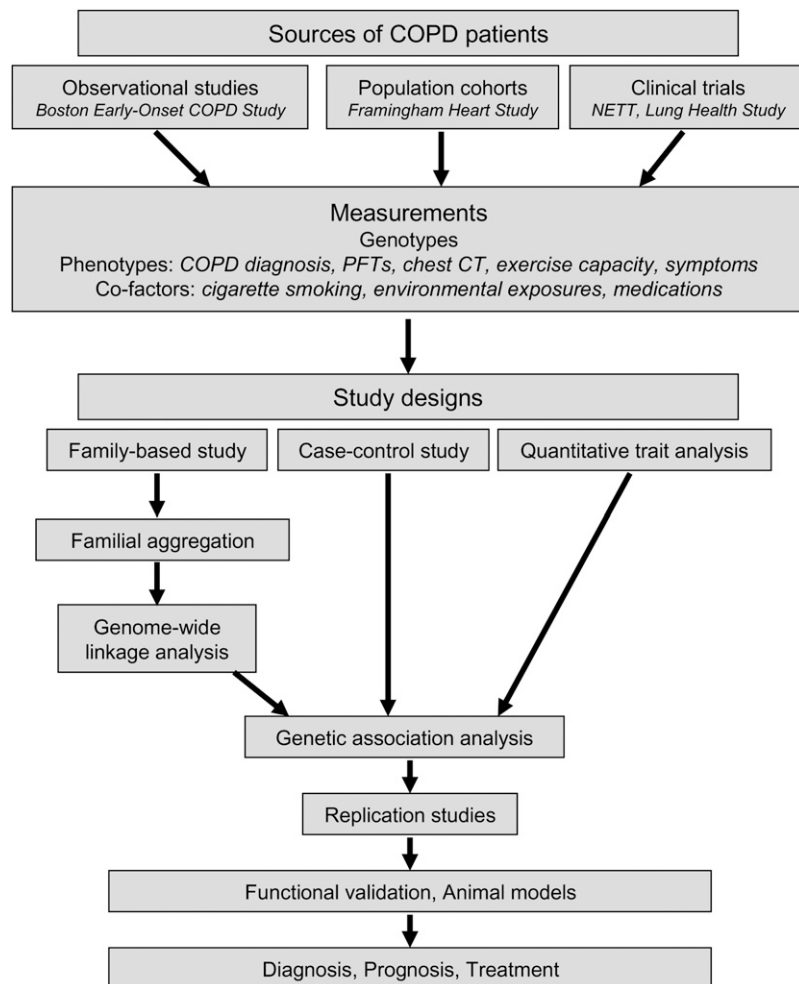 Sources of COPD patients
Observational studies
Boston Early-Onset COPD Study
Population cohorts
Framingham Heart Study
Clinical trials
NETT, Lung Health Study
Measurements
Genotypes
Phenotypes: COPD diagnosis, PFTs, chest CT, exercise capacity, symptoms
Co-factors: cigarette smoking, environmental exposures, medications
Study designs
Family-based study
Case-control study
Quantitative trait analysis
Familial aggregation
Genome-wide
linkage analysis
Genetic association analysis
Replication studies
Functional validation, Animal models
Diagnosis, Prognosis, Treatment